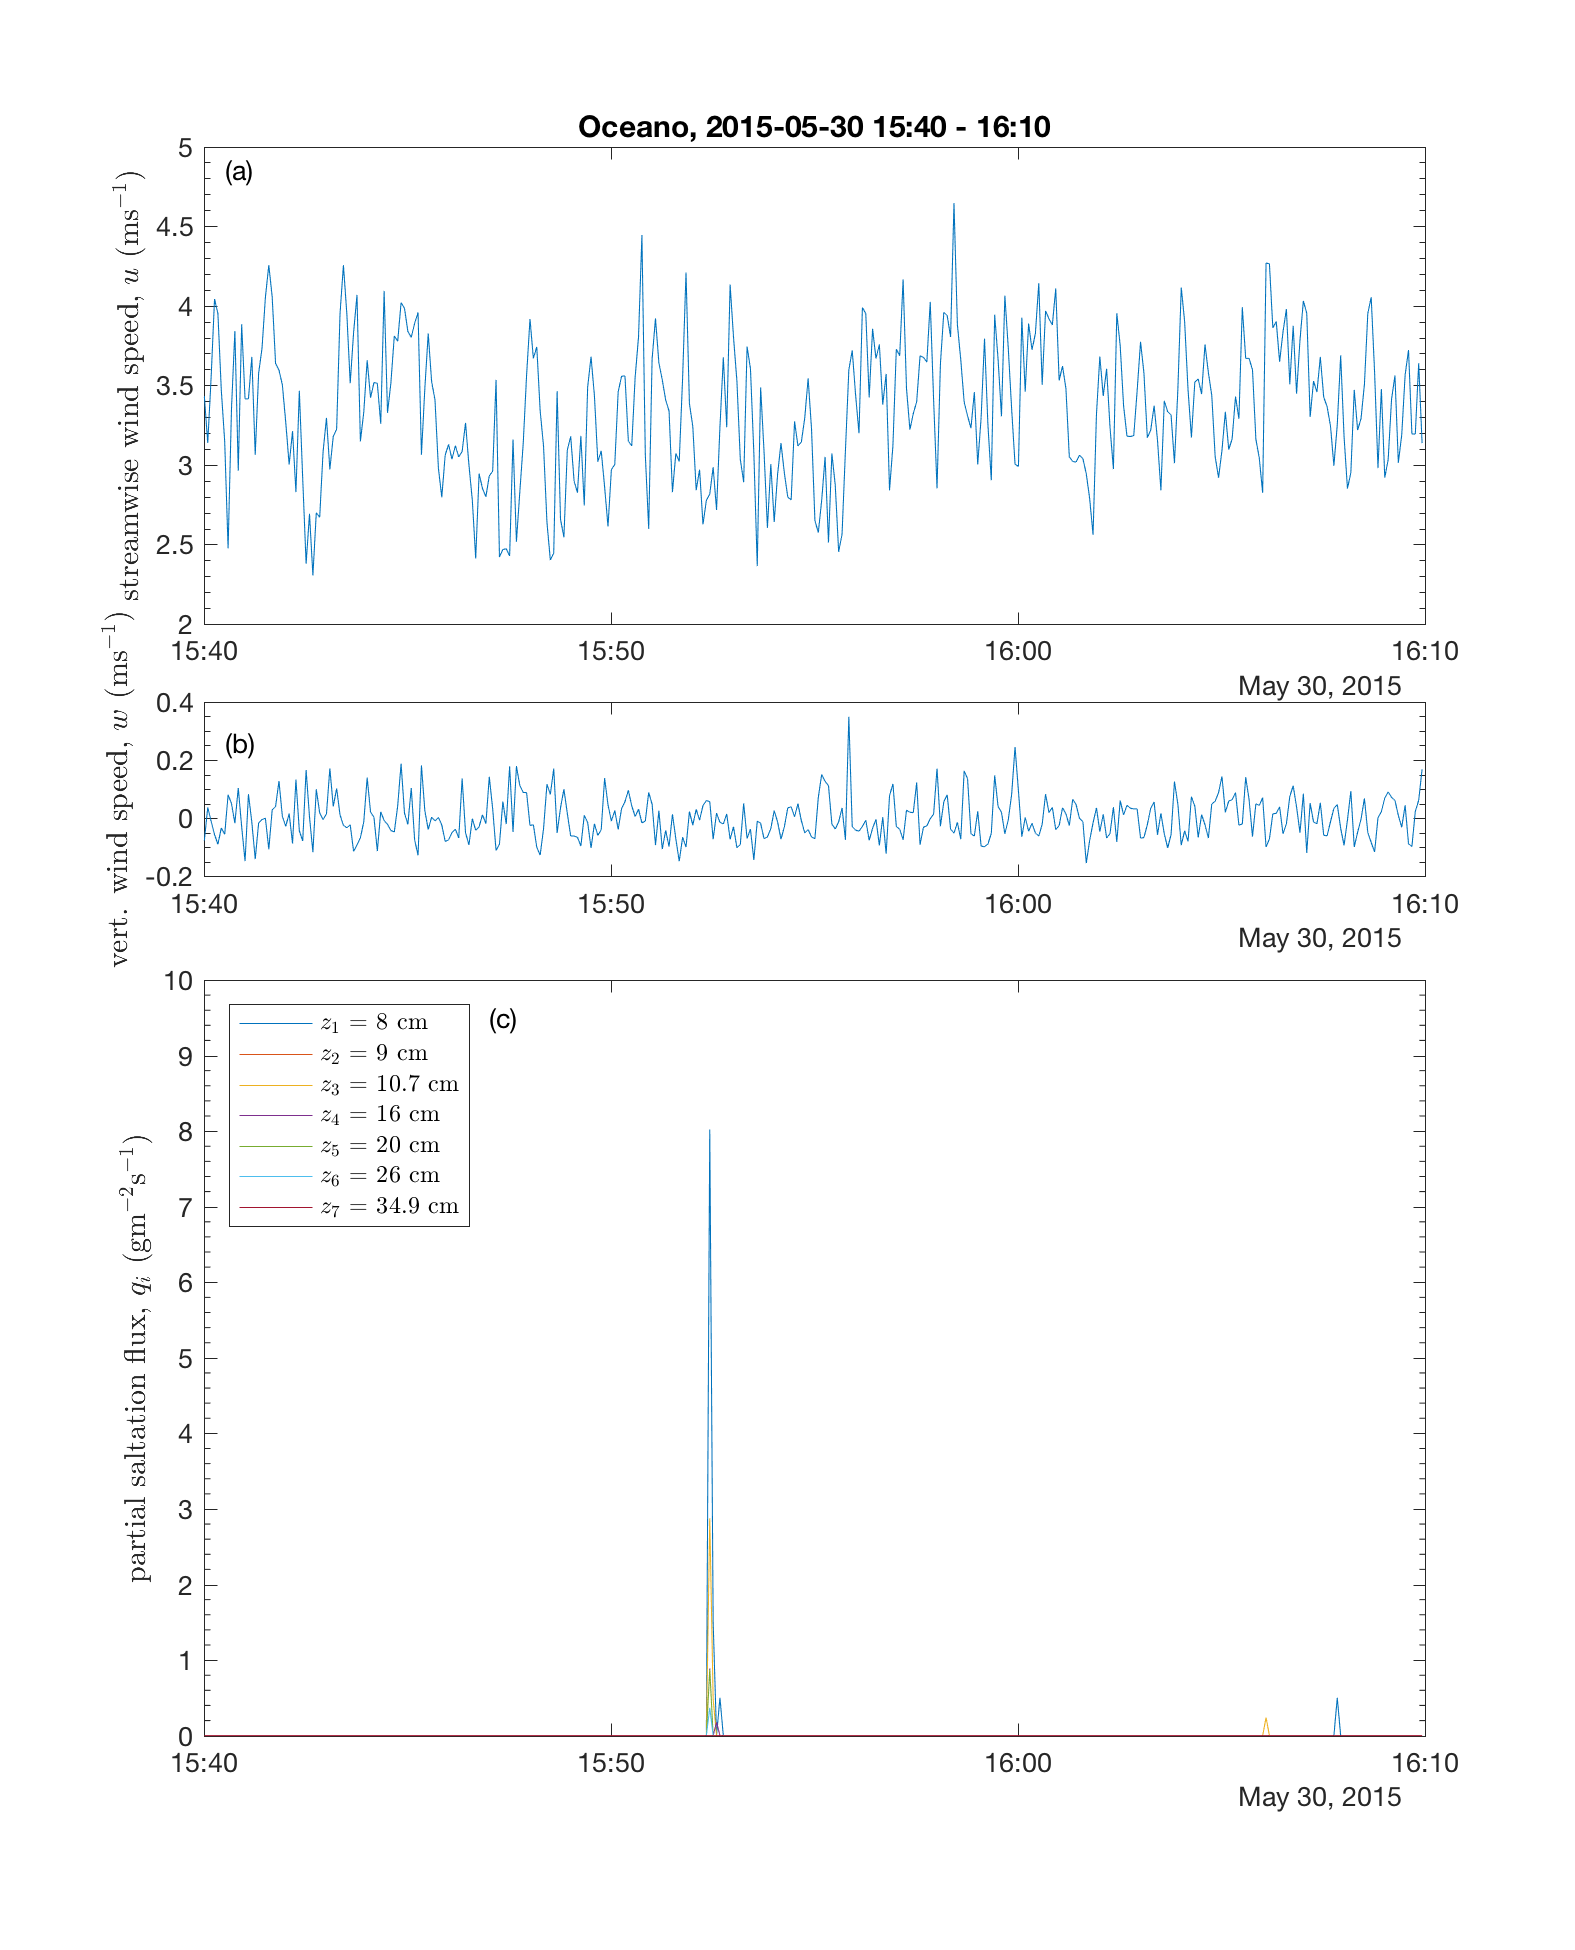 Oceano, 2015-05-30 15:40 - 16:10
(a)
streamwise wind speed, u (ms⁻¹)
5
4.5
4
3.5
3
2.5
2
15:40 15:50 16:00 16:10
May 30, 2015
(b)
vert. wind speed, w (ms⁻¹)
0.4
0.2
0
-0.2
15:40 15:50 16:00 16:10
May 30, 2015
(c)
partial saltation flux, qᵢ (gm⁻²s⁻¹)
10
9
8
7
6
5
4
3
2
1
0
z₁ = 8 cm
z₂ = 9 cm
z₃ = 10.7 cm
z₄ = 16 cm
z₅ = 20 cm
z₆ = 26 cm
z₇ = 34.9 cm
15:40 15:50 16:00 16:10
May 30, 2015